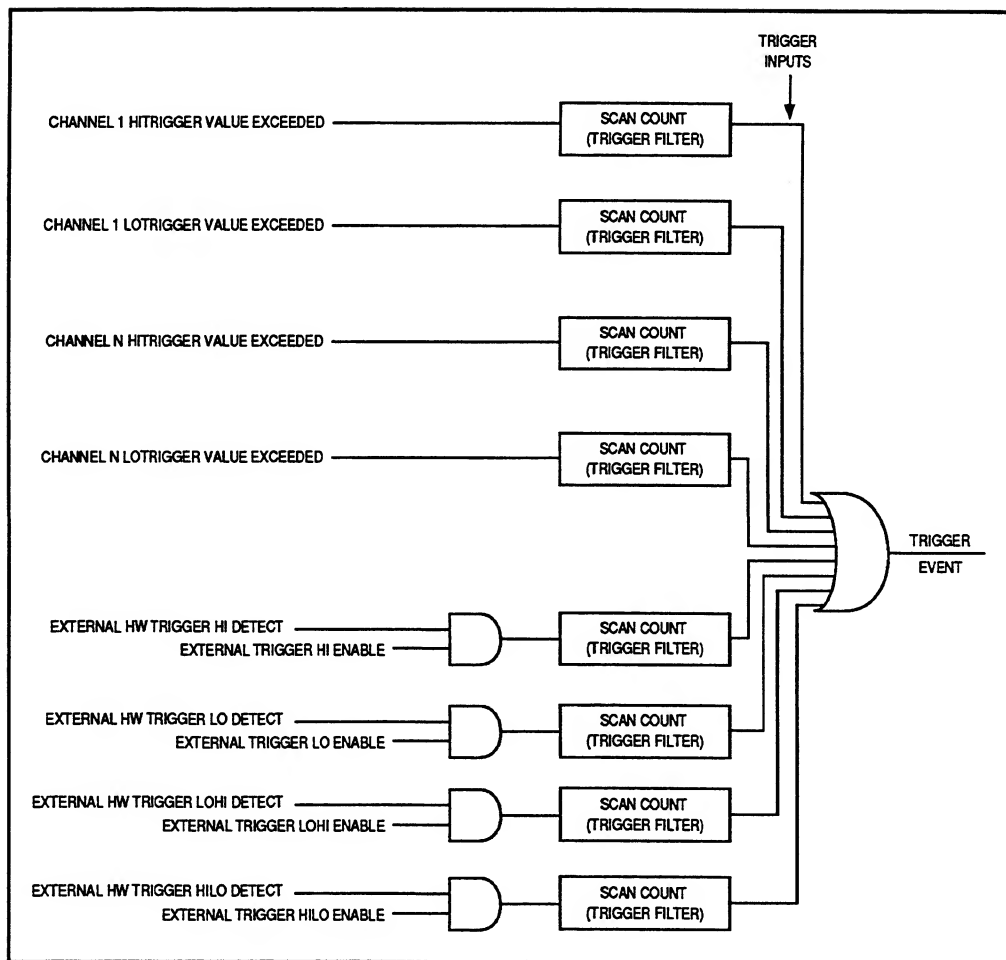 TRIGGER
INPUTS
CHANNEL 1 HITRIGGER VALUE EXCEEDED
SCAN COUNT
(TRIGGER FILTER)
CHANNEL 1 LOTRIGGER VALUE EXCEEDED
SCAN COUNT
(TRIGGER FILTER)
CHANNEL N HITRIGGER VALUE EXCEEDED
SCAN COUNT
(TRIGGER FILTER)
CHANNEL N LOTRIGGER VALUE EXCEEDED
SCAN COUNT
(TRIGGER FILTER)
TRIGGER
EVENT
EXTERNAL HW TRIGGER HI DETECT
EXTERNAL TRIGGER HI ENABLE
SCAN COUNT
(TRIGGER FILTER)
EXTERNAL HW TRIGGER LO DETECT
EXTERNAL TRIGGER LO ENABLE
SCAN COUNT
(TRIGGER FILTER)
EXTERNAL HW TRIGGER LOHI DETECT
EXTERNAL TRIGGER LOHI ENABLE
SCAN COUNT
(TRIGGER FILTER)
EXTERNAL HW TRIGGER HILO DETECT
EXTERNAL TRIGGER HILO ENABLE
SCAN COUNT
(TRIGGER FILTER)